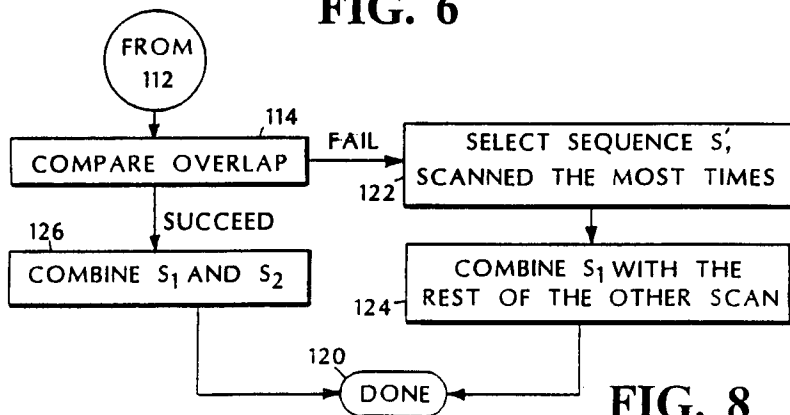 FIG. 6
FROM
112
114
COMPARE OVERLAP
FAIL
SELECT SEQUENCE S',
SCANNED THE MOST TIMES
122
SUCCEED
126
COMBINE S₁ AND S₂
COMBINE S₁ WITH THE
REST OF THE OTHER SCAN
124
120
DONE
FIG. 8